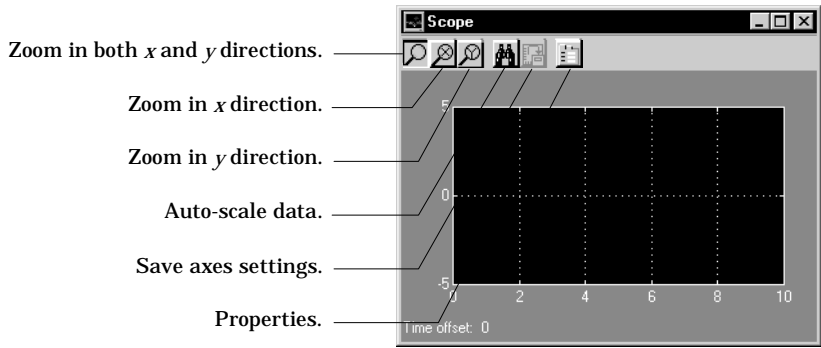 Scope
Zoom in both x and y directions.
Zoom in x direction.
Zoom in y direction.
Auto-scale data.
Save axes settings.
Properties.
5
0
-5
0 2 4 6 8 10
Time offset: 0